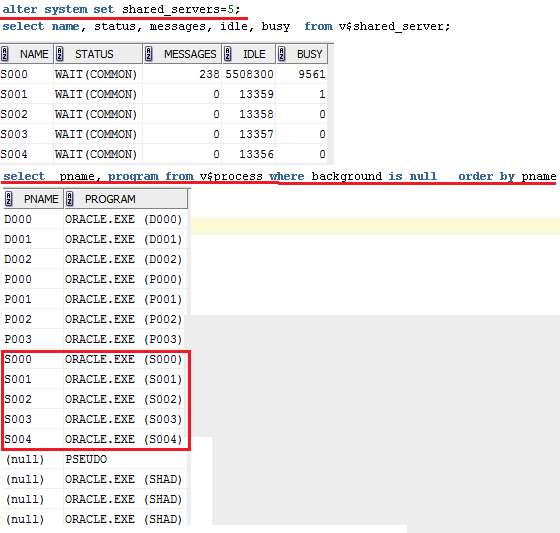 alter system set shared_servers=5;
select name, status, messages, idle, busy from v$shared_server;
NAME STATUS MESSAGES IDLE BUSY
S000 WAIT(COMMON) 238 5508300 9561
S001 WAIT(COMMON) 0 13359 1
S002 WAIT(COMMON) 0 13358 0
S003 WAIT(COMMON) 0 13357 0
S004 WAIT(COMMON) 0 13356 0
select pname, program from v$process where background is null order by pname
PNAME PROGRAM
D000 ORACLE.EXE (D000)
D001 ORACLE.EXE (D001)
D002 ORACLE.EXE (D002)
P000 ORACLE.EXE (P000)
P001 ORACLE.EXE (P001)
P002 ORACLE.EXE (P002)
P003 ORACLE.EXE (P003)
S000 ORACLE.EXE (S000)
S001 ORACLE.EXE (S001)
S002 ORACLE.EXE (S002)
S003 ORACLE.EXE (S003)
S004 ORACLE.EXE (S004)
(null) PSEUDO
(null) ORACLE.EXE (SHAD)
(null) ORACLE.EXE (SHAD)
(null) ORACLE.EXE (SHAD)